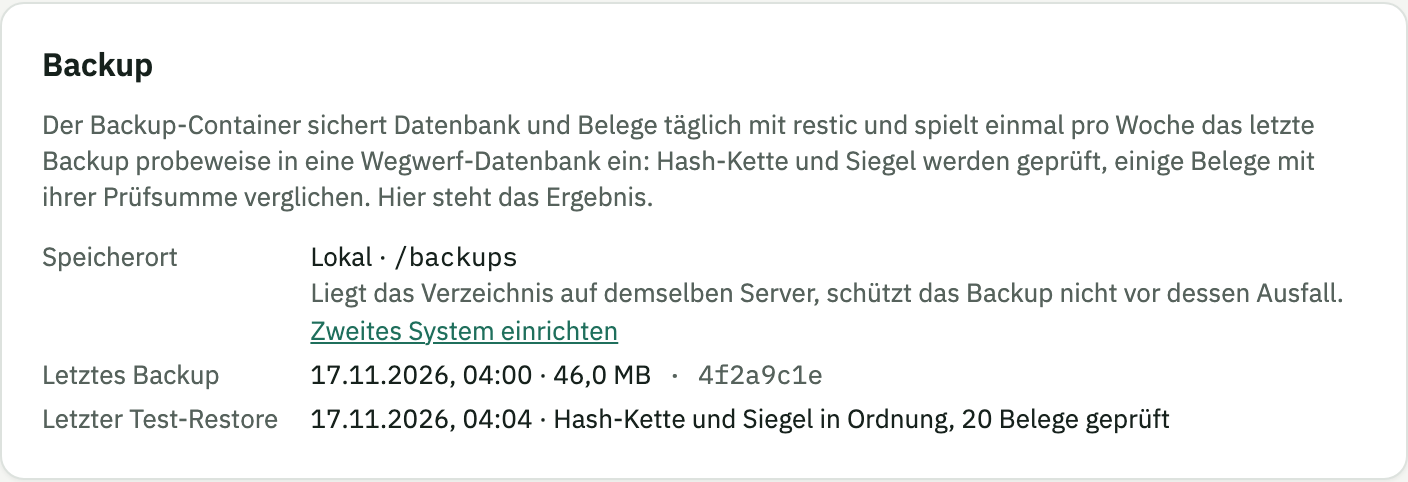 Backup
Der Backup-Container sichert Datenbank und Belege täglich mit restic und spielt einmal pro Woche das letzte
Backup probeweise in eine Wegwerf-Datenbank ein: Hash-Kette und Siegel werden geprüft, einige Belege mit
ihrer Prüfsumme verglichen. Hier steht das Ergebnis.
Speicherort Lokal · /backups
Liegt das Verzeichnis auf demselben Server, schützt das Backup nicht vor dessen Ausfall.
Zweites System einrichten
Letztes Backup 17.11.2026, 04:00 · 46,0 MB · 4f2a9c1e
Letzter Test-Restore 17.11.2026, 04:04 · Hash-Kette und Siegel in Ordnung, 20 Belege geprüft